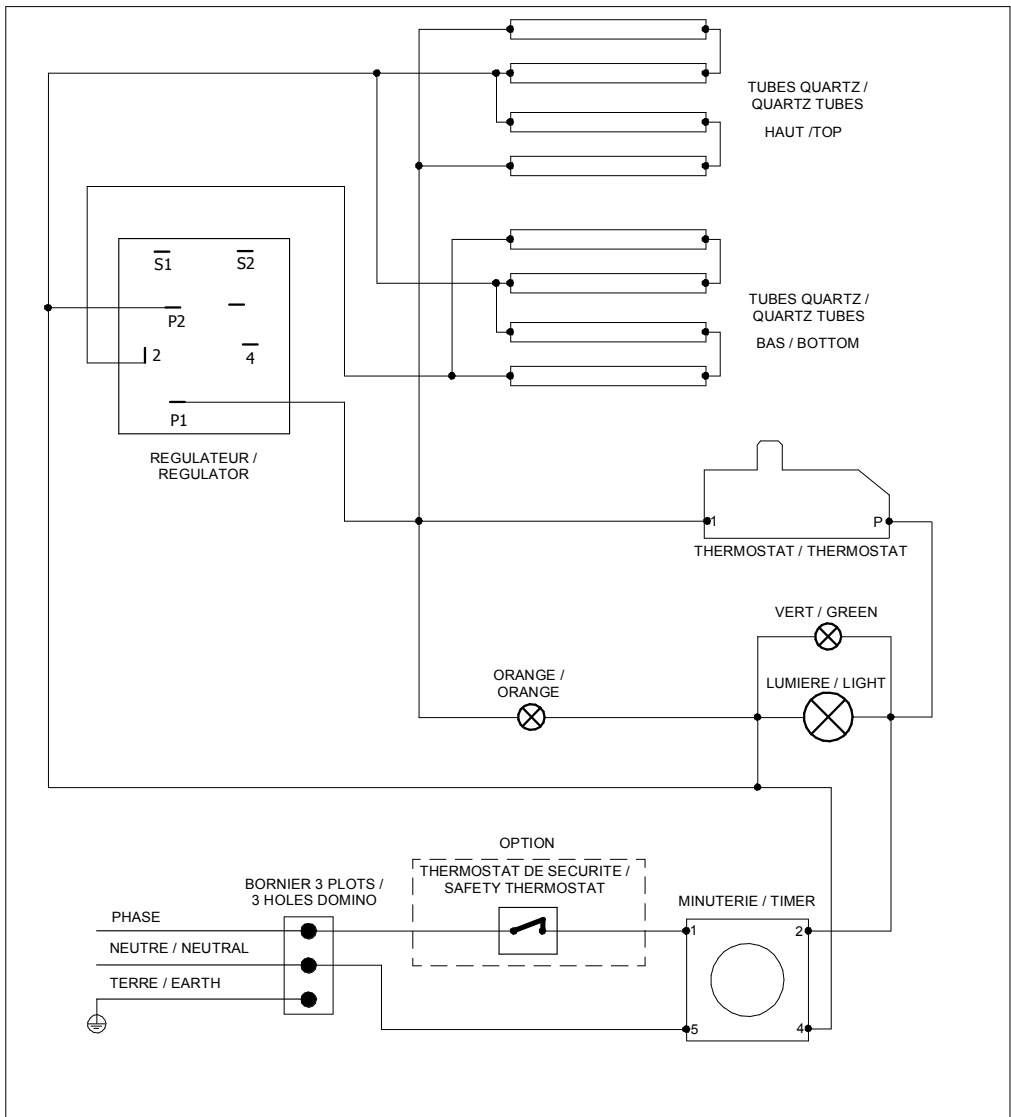 TUBES QUARTZ /
QUARTZ TUBES
HAUT /TOP
S1
S2
P2
2
4
P1
REGULATEUR /
REGULATOR
TUBES QUARTZ /
QUARTZ TUBES
BAS / BOTTOM
1
P
THERMOSTAT / THERMOSTAT
VERT / GREEN
ORANGE /
ORANGE
LUMIERE / LIGHT
OPTION
THERMOSTAT DE SECURITE /
SAFETY THERMOSTAT
BORNIER 3 PLOTS /
3 HOLES DOMINO
MINUTERIE / TIMER
PHASE
NEUTRE / NEUTRAL
TERRE / EARTH
1
2
5
4